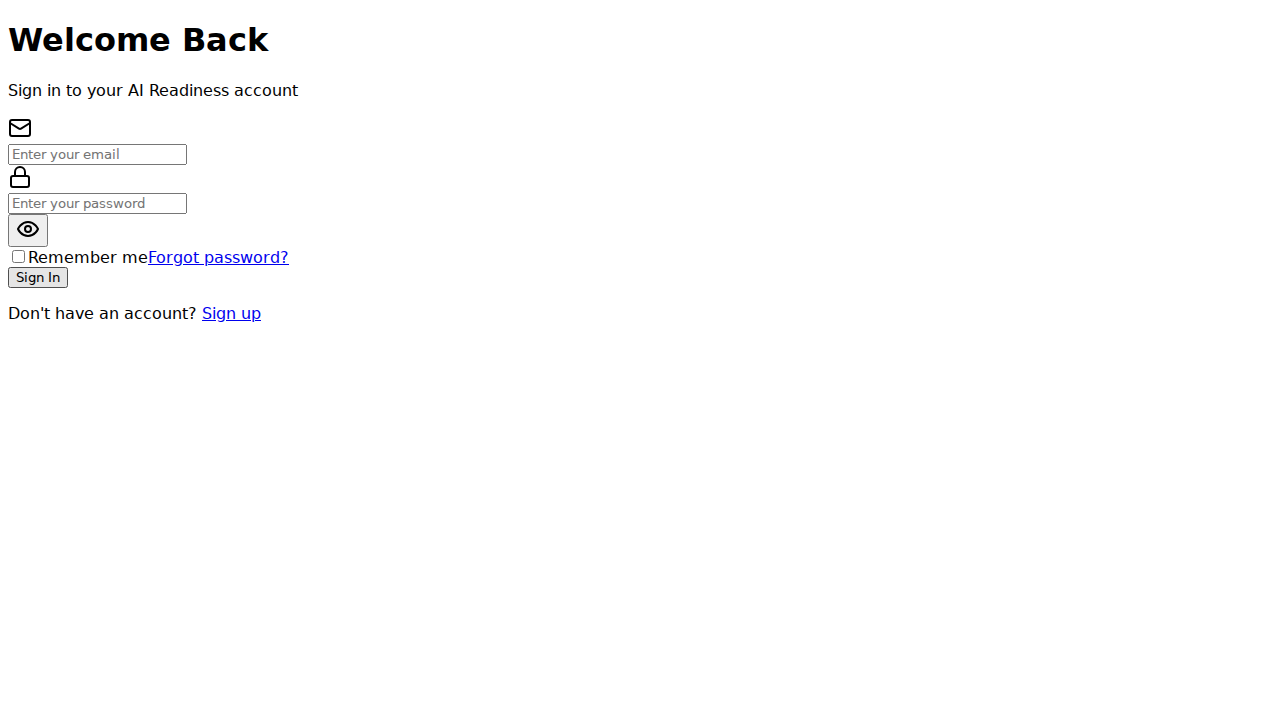 Welcome Back
Sign in to your AI Readiness account
Enter your email
Enter your password
Remember meForgot password?
Sign In
Don't have an account? Sign up